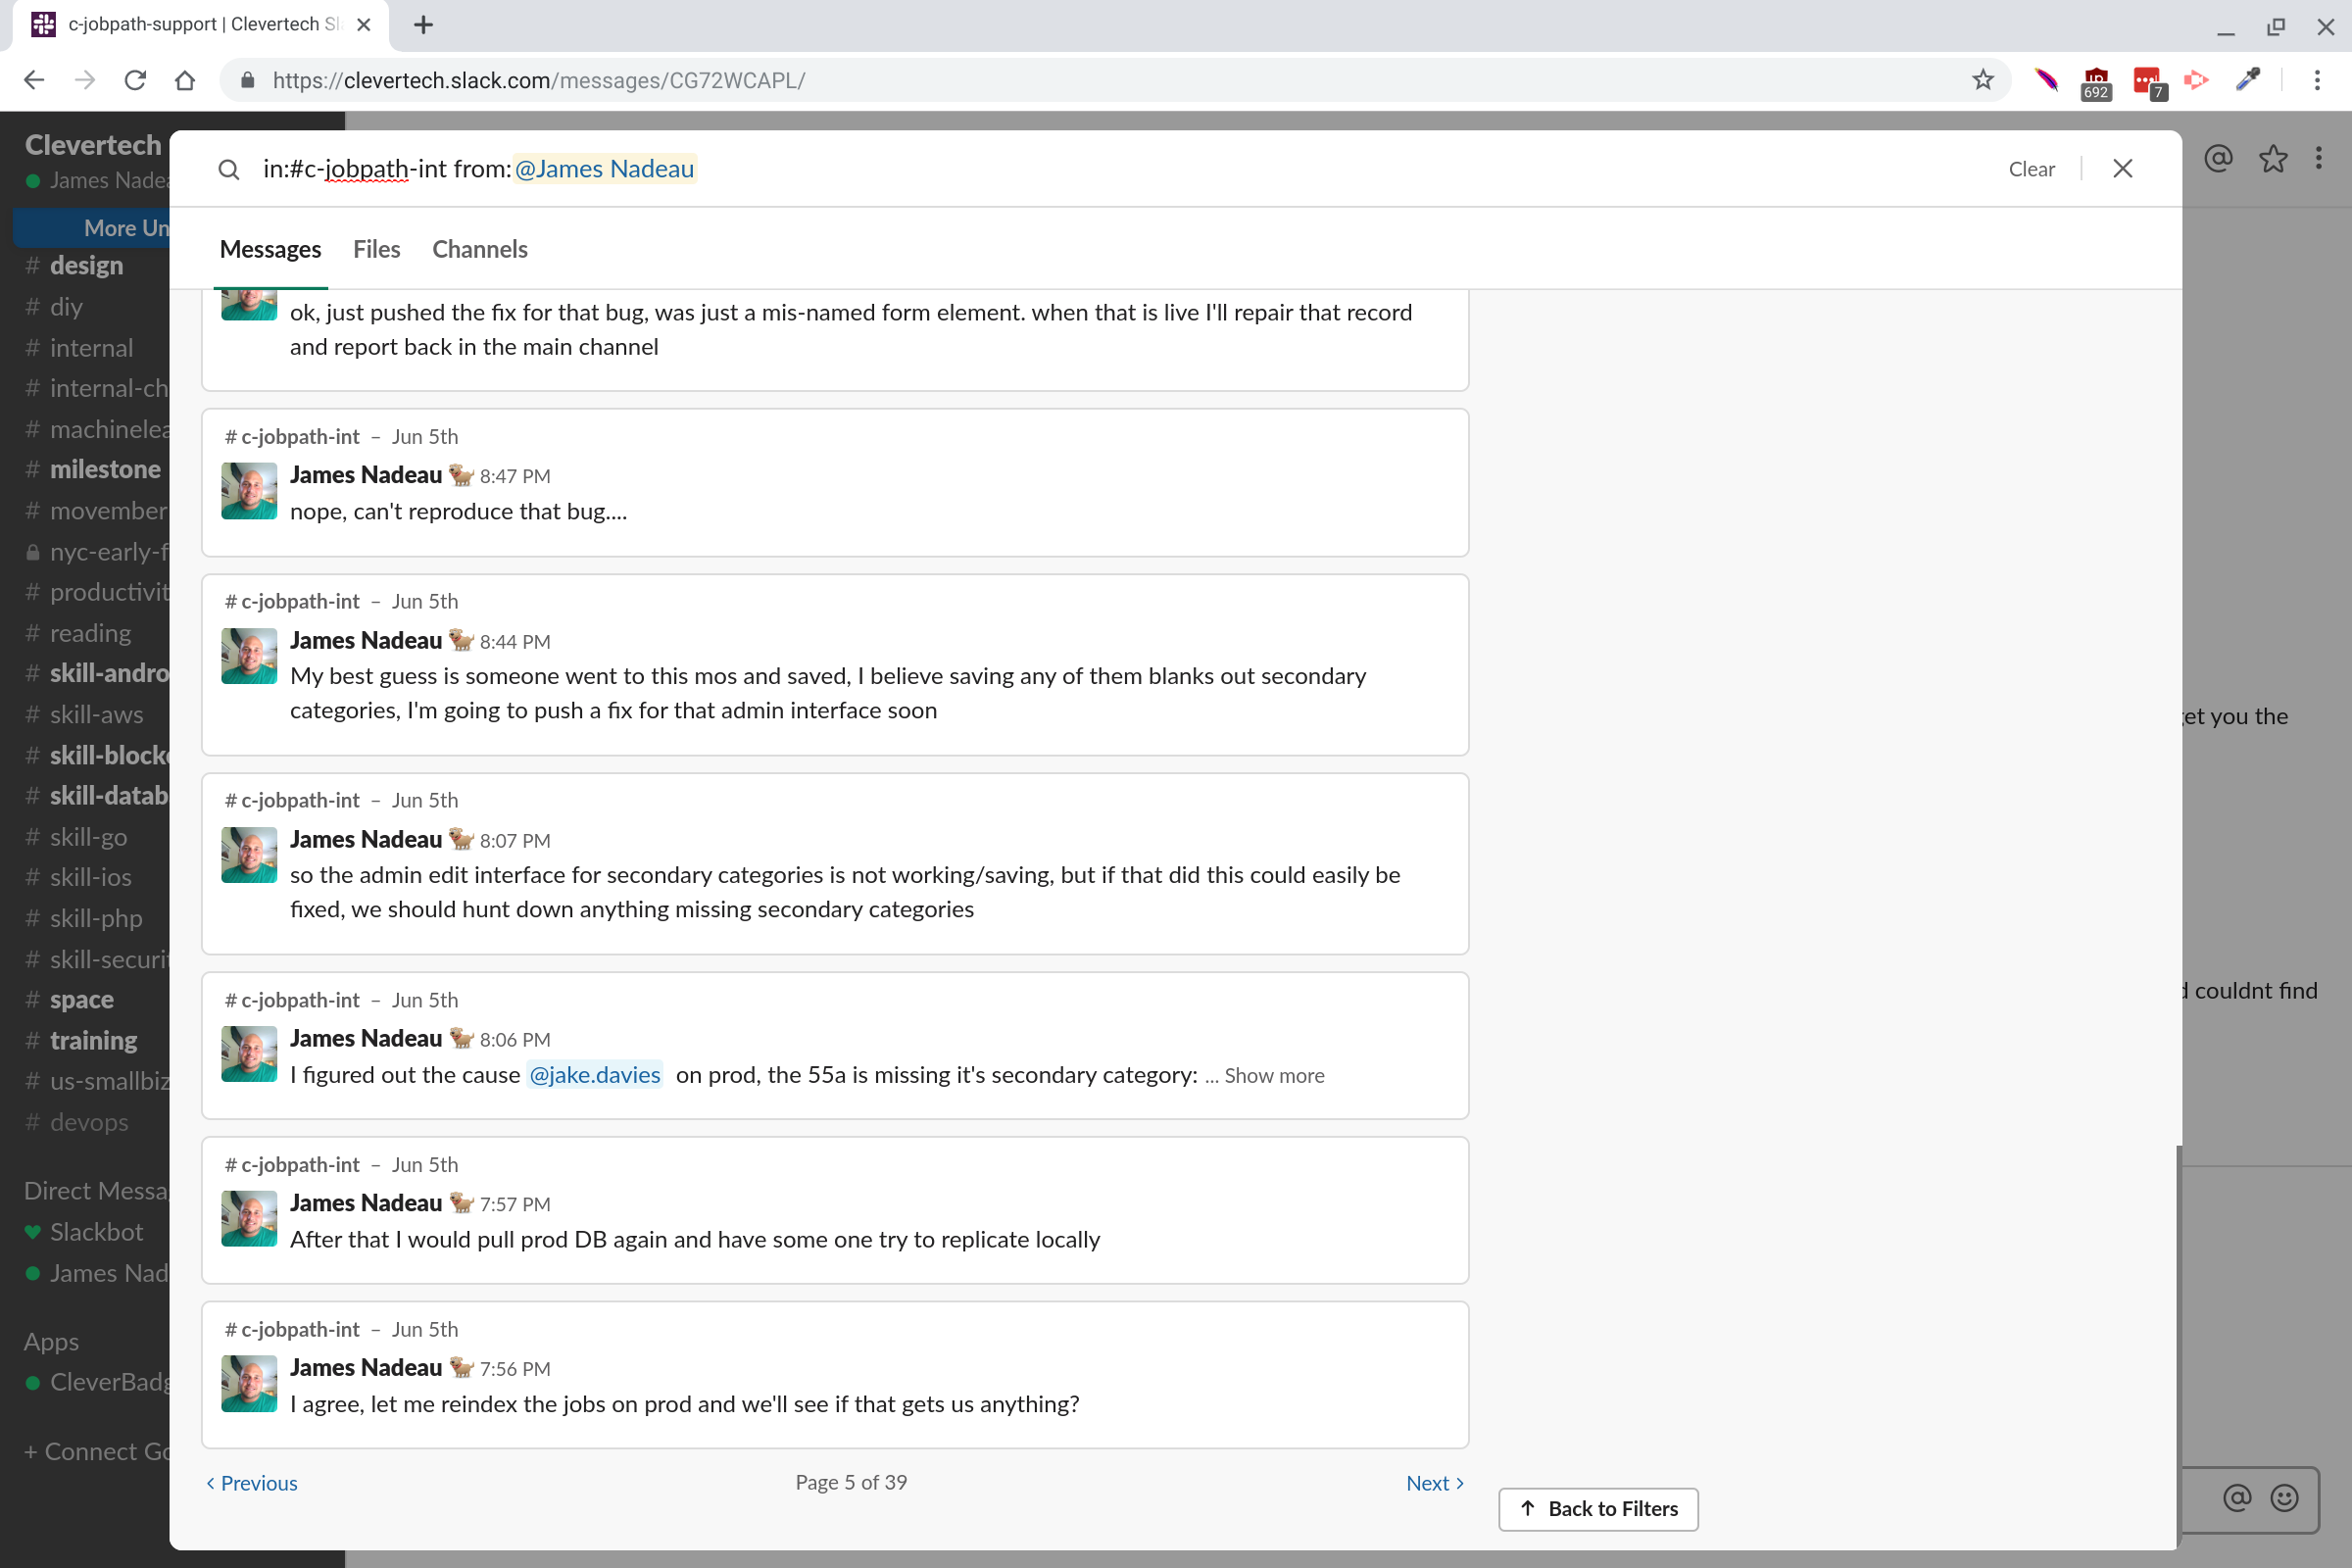 c-jobpath-support | Clevertech Sl
https://clevertech.slack.com/messages/CG72WCAPL/
692
7
Clevertech
James Nadea
More Un
# design
# diy
# internal
# internal-ch
# machinelea
# milestone
# movember
nyc-early-f
# productivit
# reading
# skill-andro
# skill-aws
# skill-blockc
# skill-datab
# skill-go
# skill-ios
# skill-php
# skill-securit
# space
# training
# us-smallbiz
# devops
Direct Messa
Slackbot
James Nad
Apps
CleverBadg
+ Connect Go
in:#c-jobpath-int from:@James Nadeau
Clear
Messages Files Channels
ok, just pushed the fix for that bug, was just a mis-named form element. when that is live I'll repair that record
and report back in the main channel
# c-jobpath-int – Jun 5th
James Nadeau 8:47 PM
nope, can't reproduce that bug....
# c-jobpath-int – Jun 5th
James Nadeau 8:44 PM
My best guess is someone went to this mos and saved, I believe saving any of them blanks out secondary
categories, I'm going to push a fix for that admin interface soon
# c-jobpath-int – Jun 5th
James Nadeau 8:07 PM
so the admin edit interface for secondary categories is not working/saving, but if that did this could easily be
fixed, we should hunt down anything missing secondary categories
# c-jobpath-int – Jun 5th
James Nadeau 8:06 PM
I figured out the cause @jake.davies on prod, the 55a is missing it's secondary category: ... Show more
# c-jobpath-int – Jun 5th
James Nadeau 7:57 PM
After that I would pull prod DB again and have some one try to replicate locally
# c-jobpath-int – Jun 5th
James Nadeau 7:56 PM
I agree, let me reindex the jobs on prod and we'll see if that gets us anything?
Previous
Page 5 of 39
Next
Back to Filters
et you the
d couldnt find